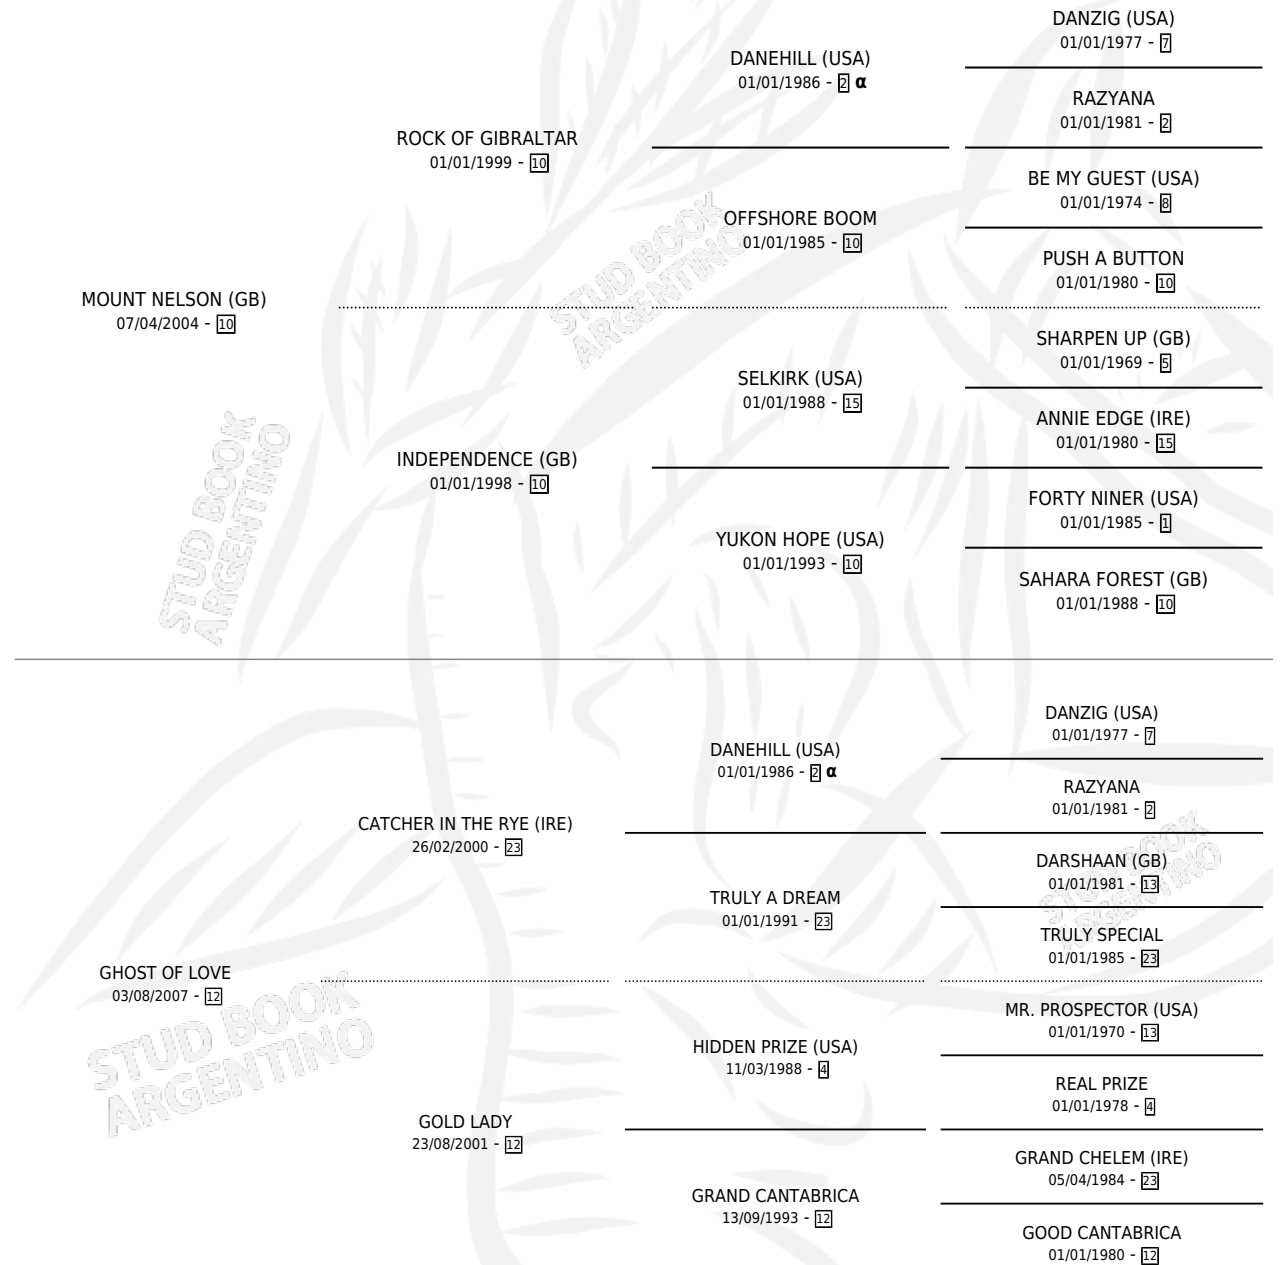 DANZIG (USA)
01/01/1977 - 7
DANEHILL (USA)
01/01/1986 - 2 α
RAZYANA
01/01/1981 - 2
ROCK OF GIBRALTAR
01/01/1999 - 10
BE MY GUEST (USA)
01/01/1974 - 8
OFFSHORE BOOM
01/01/1985 - 10
PUSH A BUTTON
01/01/1980 - 10
MOUNT NELSON (GB)
07/04/2004 - 10
SHARPEN UP (GB)
01/01/1969 - 5
SELKIRK (USA)
01/01/1988 - 15
ANNIE EDGE (IRE)
01/01/1980 - 15
INDEPENDENCE (GB)
01/01/1998 - 10
FORTY NINER (USA)
01/01/1985 - 1
YUKON HOPE (USA)
01/01/1993 - 10
SAHARA FOREST (GB)
01/01/1988 - 10
STUD BOOK
ARGENTINO
STUD BOOK
ARGENTINO
DANZIG (USA)
01/01/1977 - 7
DANEHILL (USA)
01/01/1986 - 2 α
RAZYANA
01/01/1981 - 2
CATCHER IN THE RYE (IRE)
26/02/2000 - 23
DARSHAAN (GB)
01/01/1981 - 13
TRULY A DREAM
01/01/1991 - 23
TRULY SPECIAL
01/01/1985 - 23
GHOST OF LOVE
03/08/2007 - 12
MR. PROSPECTOR (USA)
01/01/1970 - 13
HIDDEN PRIZE (USA)
11/03/1988 - 4
REAL PRIZE
01/01/1978 - 4
GOLD LADY
23/08/2001 - 12
GRAND CHELEM (IRE)
05/04/1984 - 23
GRAND CANTABRICA
13/09/1993 - 12
GOOD CANTABRICA
01/01/1980 - 12
STUD BOOK
ARGENTINO
STUD BOOK
ARGENTINO